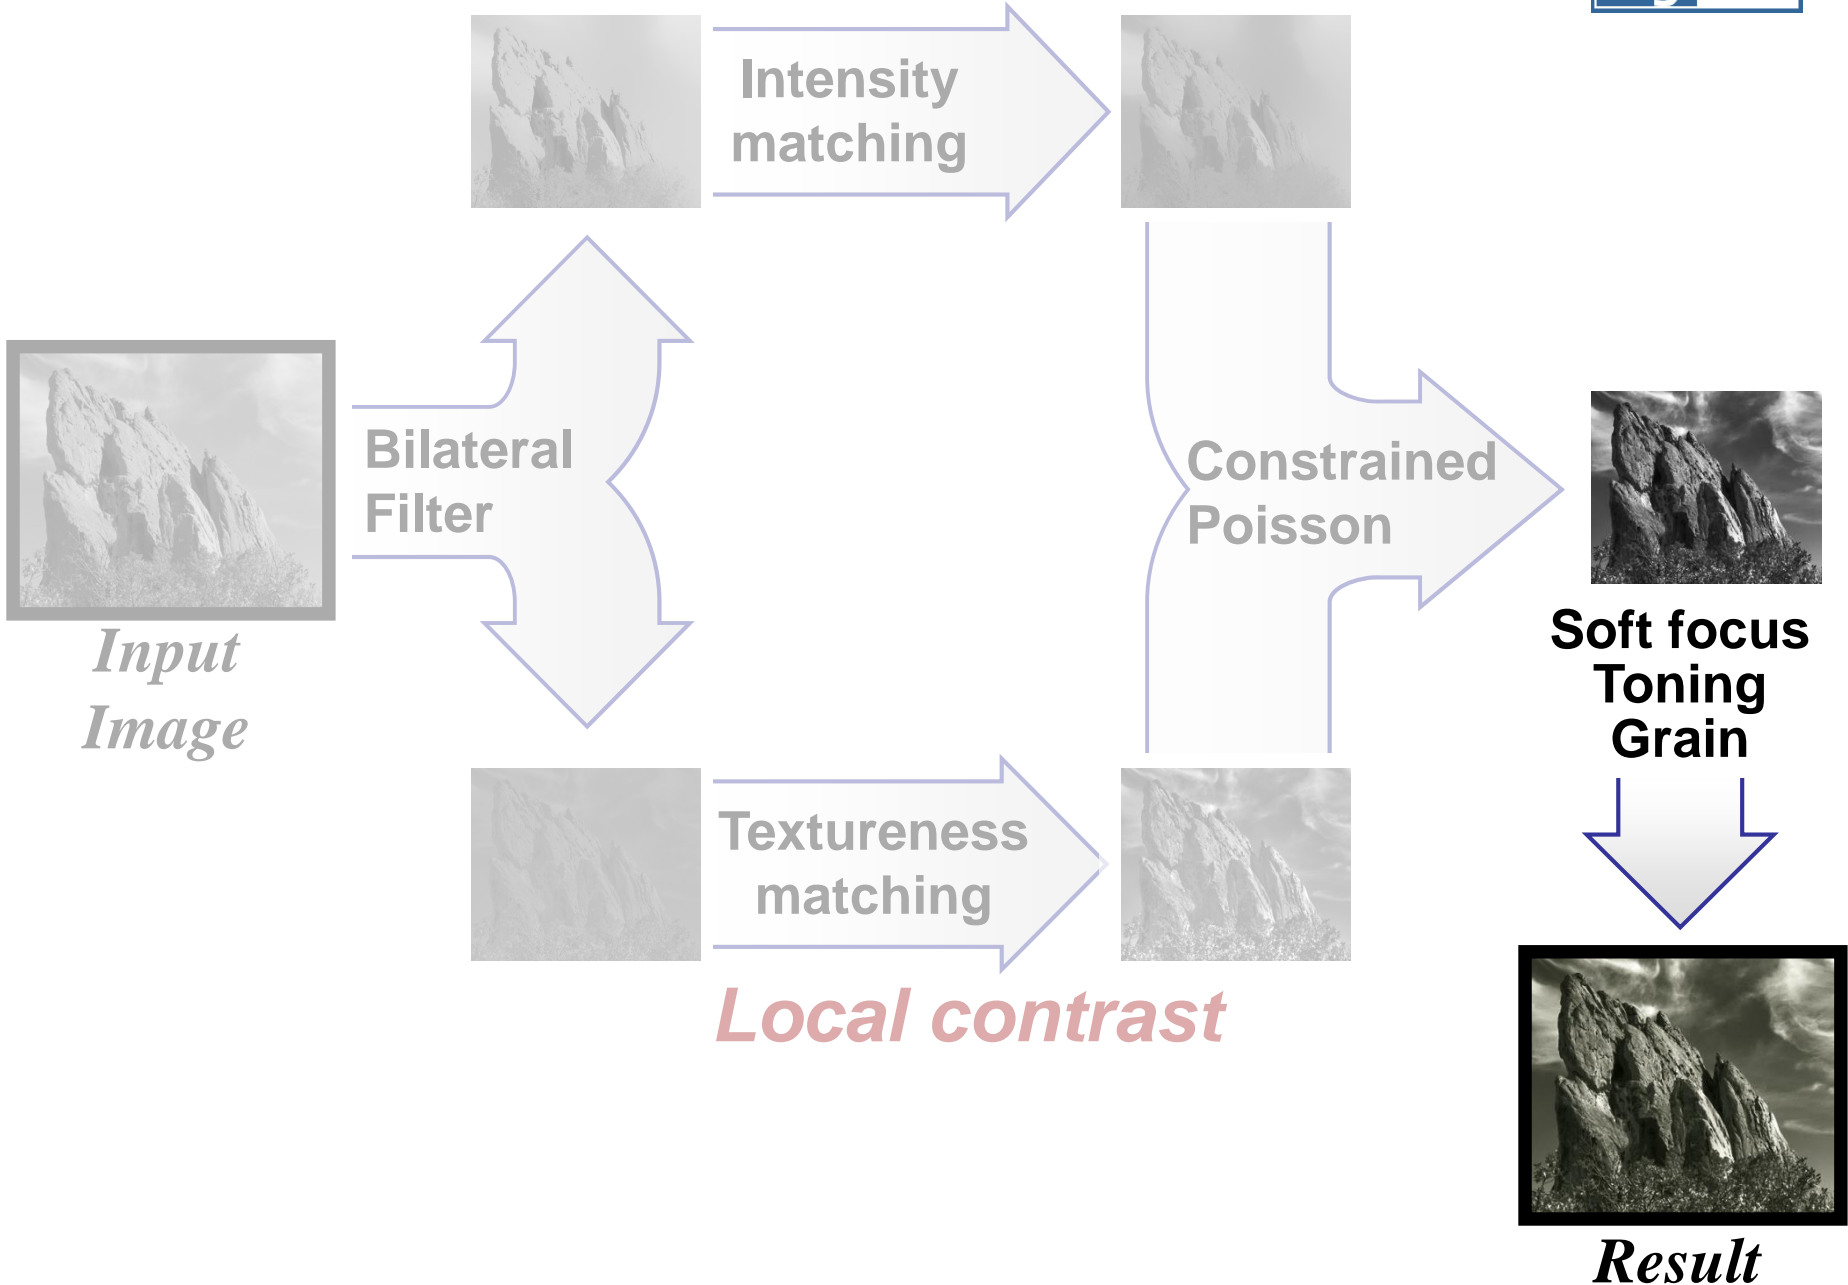 Intensity
matching
Bilateral
Filter
Constrained
Poisson
Input
Image
Soft focus
Toning
Grain
Textureness
matching
Local contrast
Result